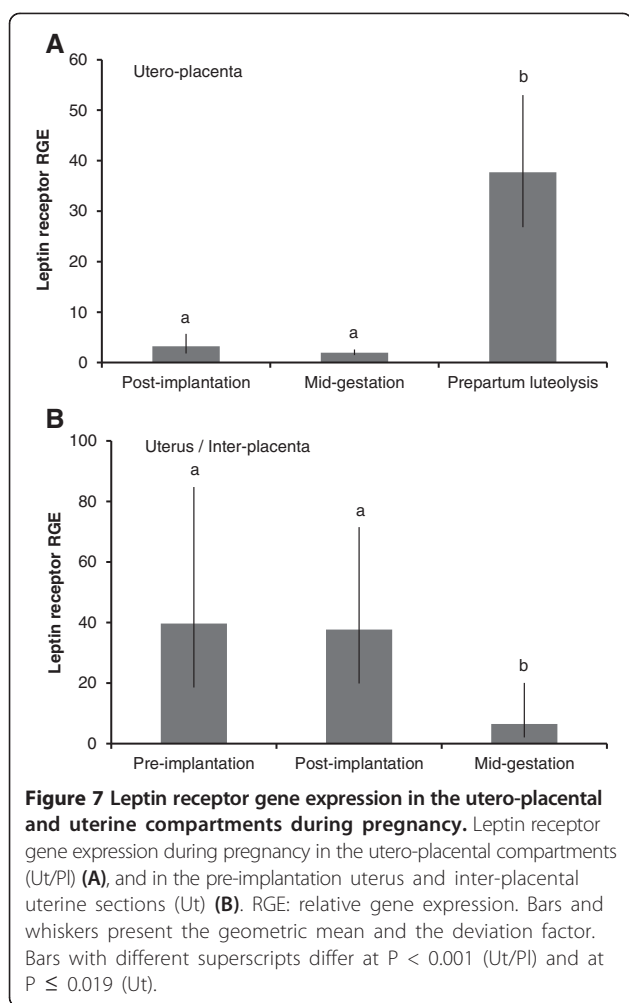 A
60
50
40
30
20
10
0
Leptin receptor RGE
Utero-placenta
a
a
b
Post-implantation Mid-gestation Prepartum luteolysis
B
100
80
60
40
20
0
Leptin receptor RGE
Uterus / Inter-placenta
a
a
b
Pre-implantation Post-implantation Mid-gestation
Figure 7 Leptin receptor gene expression in the utero-placental
and uterine compartments during pregnancy. Leptin receptor
gene expression during pregnancy in the utero-placental compartments
(Ut/Pl) (A), and in the pre-implantation uterus and inter-placental
uterine sections (Ut) (B). RGE: relative gene expression. Bars and
whiskers present the geometric mean and the deviation factor.
Bars with different superscripts differ at P < 0.001 (Ut/Pl) and at
P ≤ 0.019 (Ut).